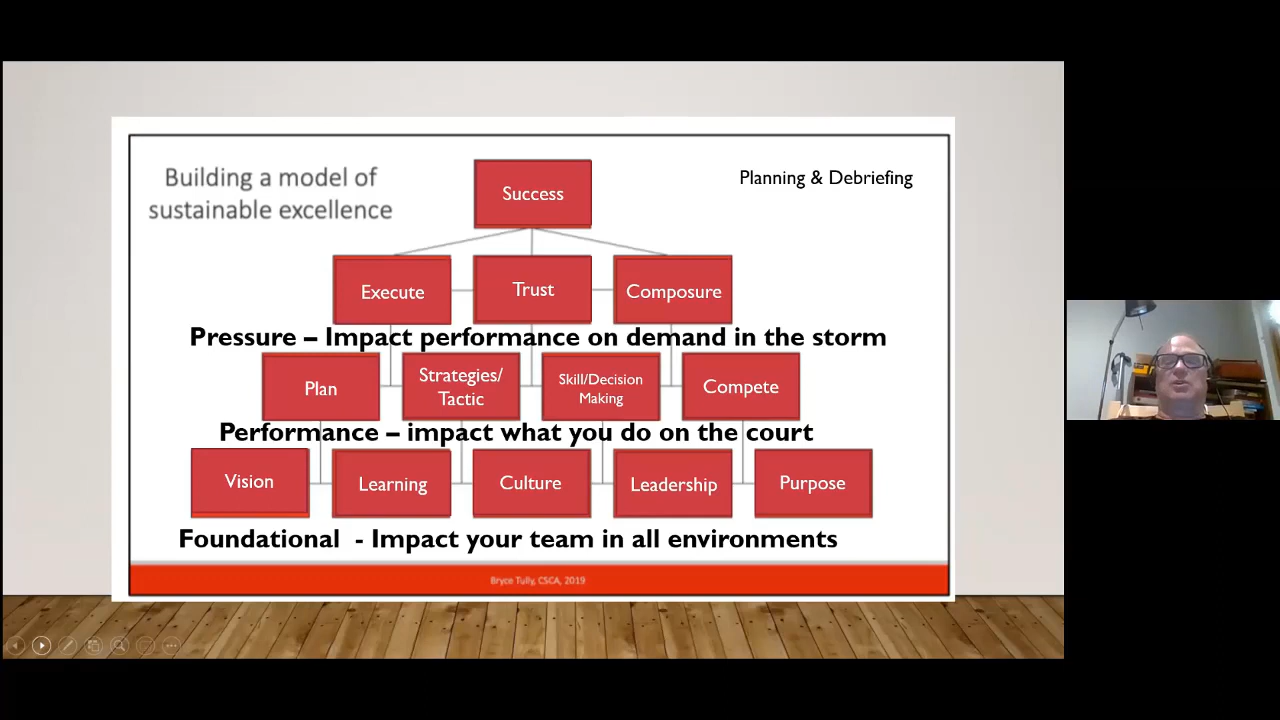 Building a model of
sustainable excellence
Success
Planning & Debriefing
Execute
Trust
Composure
Pressure – Impact performance on demand in the storm
Plan
Strategies/
Tactic
Skill/Decision
Making
Compete
Performance – impact what you do on the court
Vision
Learning
Culture
Leadership
Purpose
Foundational - Impact your team in all environments
Bryce Tully, CSCA, 2019